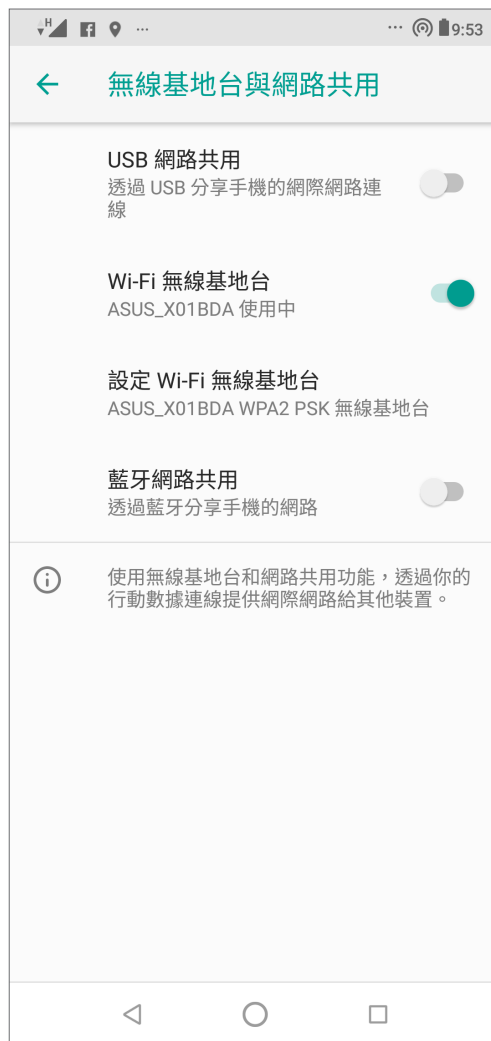 H ... ... 9:53
無線基地台與網路共用
USB 網路共用
透過 USB 分享手機的網際網路連
線
Wi-Fi 無線基地台
ASUS_X01BDA 使用中
設定 Wi-Fi 無線基地台
ASUS_X01BDA WPA2 PSK 無線基地台
藍牙網路共用
透過藍牙分享手機的網路
使用無線基地台和網路共用功能，透過你的
行動數據連線提供網際網路給其他裝置。